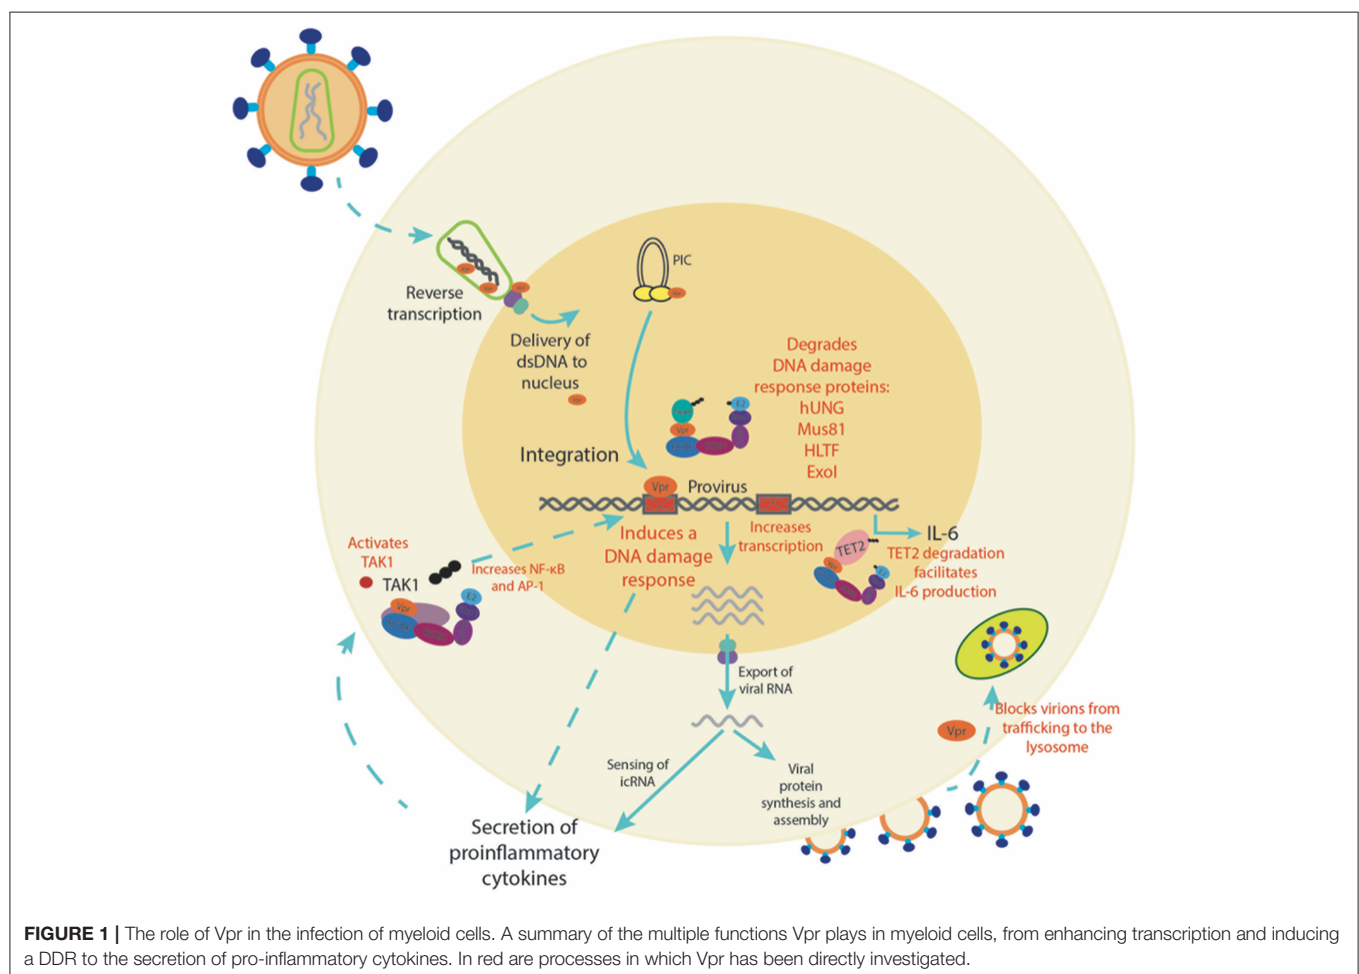 PIC
Reverse
transcription
Delivery of
dsDNA to
nucleus
Degrades
DNA damage
response proteins:
hUNG
Mus81
HLTF
ExoI
E2
Vpr
Integration
Vpr
Provirus
Induces a
DNA damage
response
Increases
transcription
IL-6
TET2
TET2 degradation
facilitates
IL-6 production
Activates
TAK1
TAK1
Increases NF-κB
and AP-1
E2
Vpr
Export of
viral RNA
Blocks virions from
trafficking to the
lysosome
Vpr
Sensing of
icRNA
Viral
protein
synthesis and
assembly
Secretion of
proinflammatory
cytokines
FIGURE 1 | The role of Vpr in the infection of myeloid cells. A summary of the multiple functions Vpr plays in myeloid cells, from enhancing transcription and inducing
a DDR to the secretion of pro-inflammatory cytokines. In red are processes in which Vpr has been directly investigated.